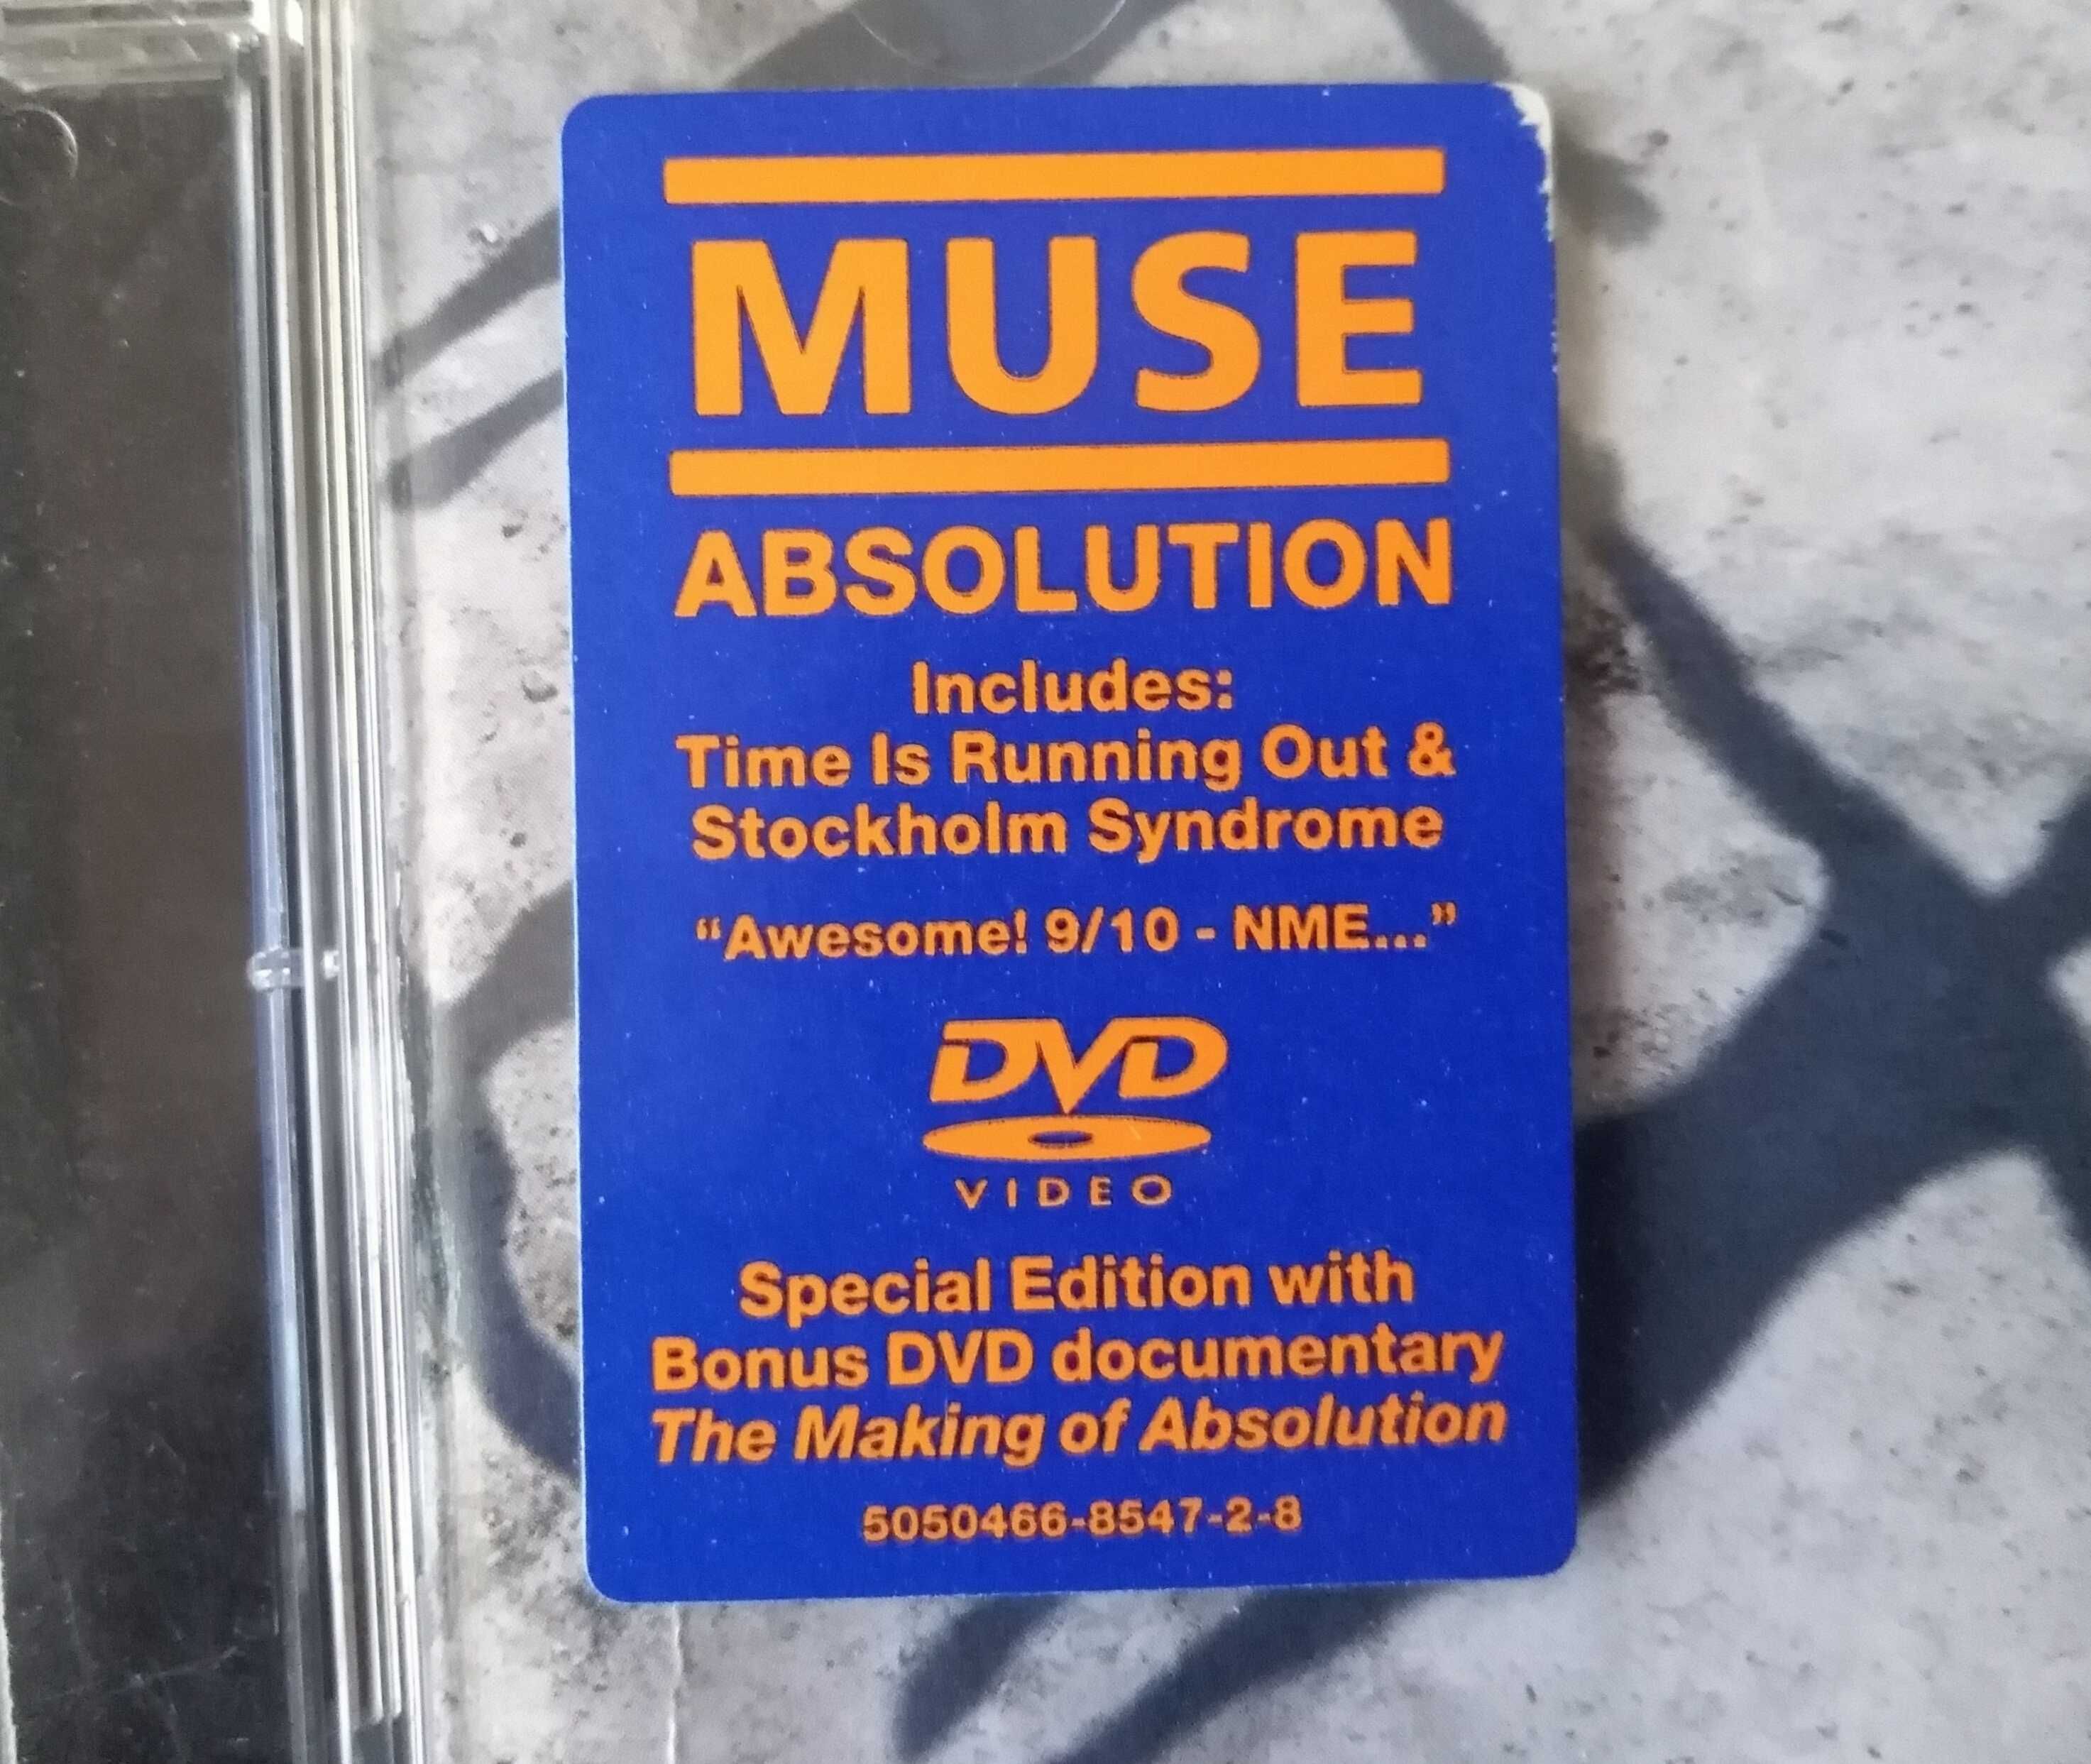 MUSE
ABSOLUTION
Includes:
Time Is Running Out &
Stockholm Syndrome
“Awesome! 9/10 - NME...”
DVD
VIDEO
Special Edition with
Bonus DVD documentary
The Making of Absolution
5050466-8547-2-8